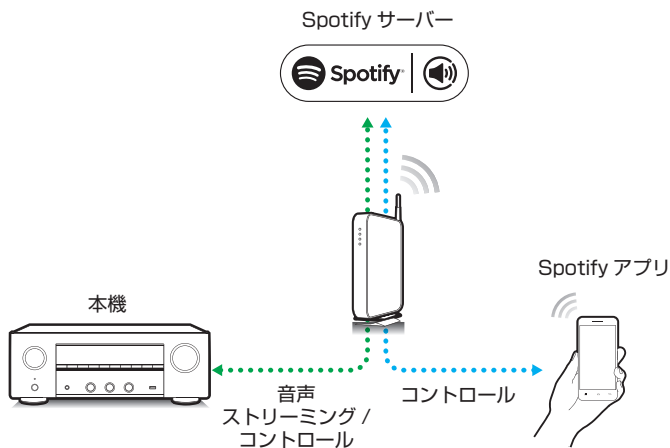 Spotify サーバー
Spotify
Spotify アプリ
本機
音声
ストリーミング /
コントロール
コントロール